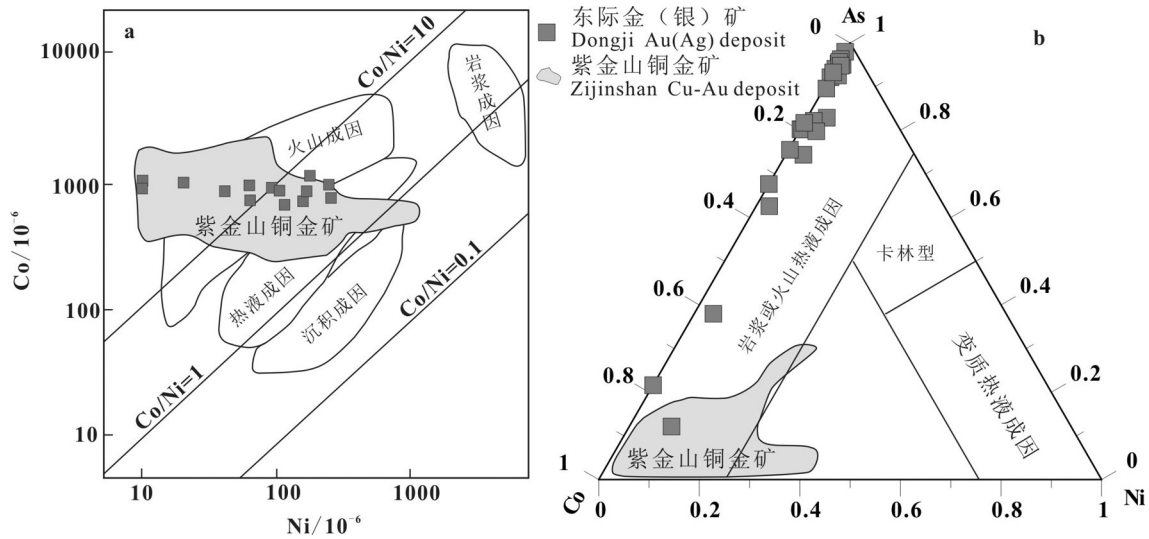 a
10000
1000
100
10
Co/10⁻⁶
10
100
1000
Ni/10⁻⁶
Co/Ni=10
Co/Ni=1
Co/Ni=0.1
岩浆成因
火山成因
紫金山铜金矿
热液成因
沉积成因
东际金（银）矿
Dongji Au(Ag) deposit
紫金山铜金矿
Zijinshan Cu-Au deposit
b
As
0
1
0.2
0.8
0.4
0.6
0.6
0.4
0.8
0.2
1
0
Co
Ni
0
0.2
0.4
0.6
0.8
1
岩浆或火山热液成因
卡林型
变质热液成因
紫金山铜金矿